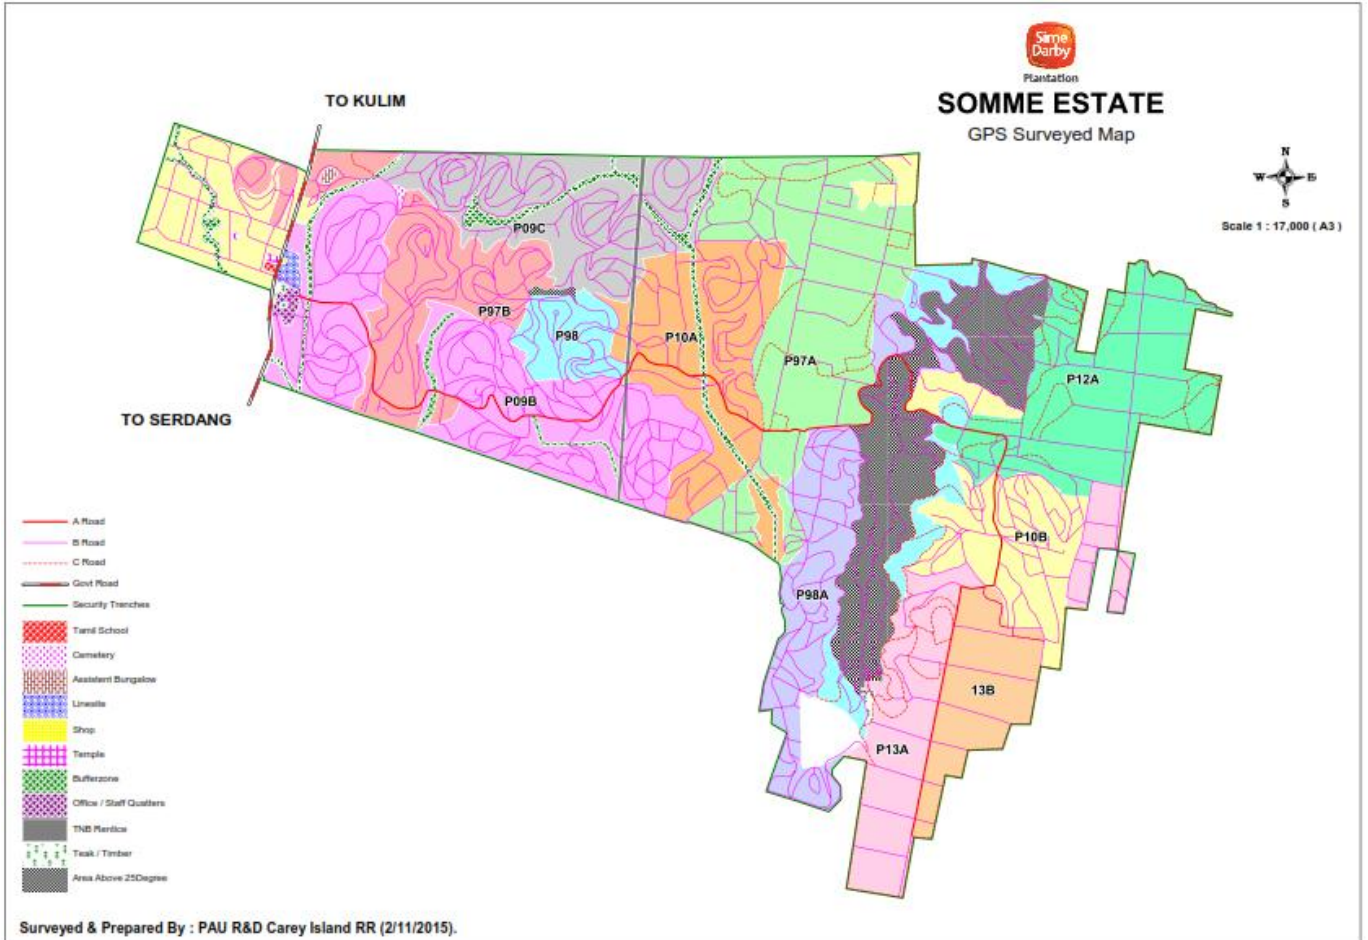 Sime
Darby
Plantation
SOMME ESTATE
GPS Surveyed Map
N
W E
S
Scale 1 : 17,000 ( A3 )
TO KULIM
P09C
P97B
P98
P10A
P97A
P12A
P09B
TO SERDANG
P10B
P98A
13B
P13A
A Road
B Road
C Road
Govt Road
Security Trenches
Tamil School
Cemetery
Assistent Bungalow
Linesite
Shop
Temple
Bufferzone
Office / Staff Quatters
TNB Rentice
Teak / Timber
Area Above 25Degree
Surveyed & Prepared By : PAU R&D Carey Island RR (2/11/2015).